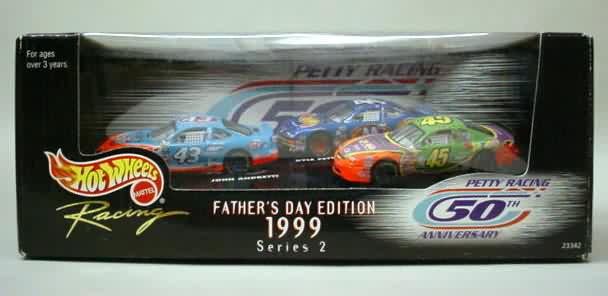 For ages
over 3 years.
PETTY RACING
50
43
45
JOHN ANDRETTI
Hot Wheels
MATTEL
Racing
FATHER'S DAY EDITION
1999
Series 2
PETTY RACING
50TH
ANNIVERSARY
23342